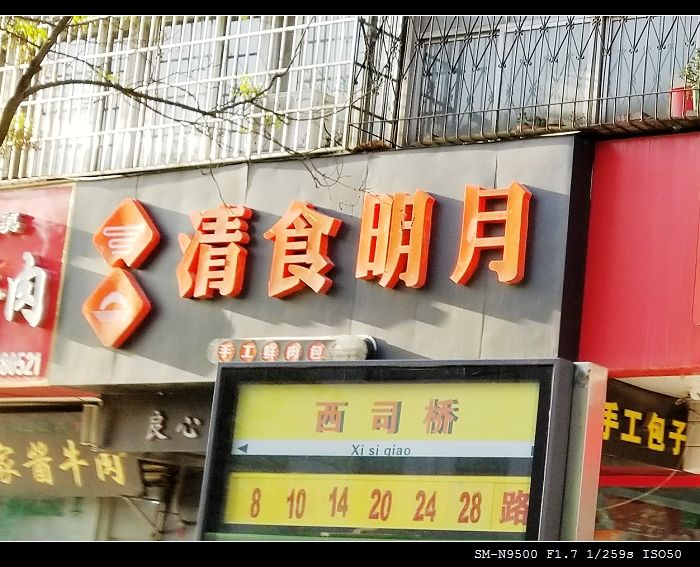 清食明月
肉
80521
手工鲜肉包
良心
家酱牛肉
西司桥
Xi si qiao
8 10 14 20 24 28 路
手工包子
SM-N9500 F1.7 1/259s ISO50